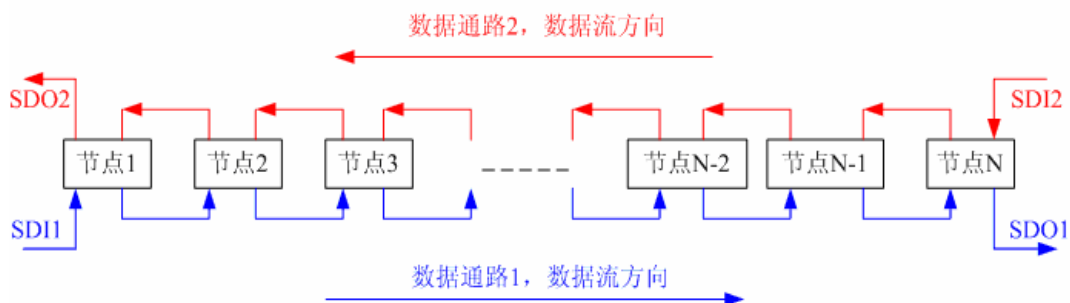 数据通路2，数据流方向
SDO2
SDI2
节点1 节点2 节点3 节点N-2 节点N-1 节点N
SDI1
SDO1
数据通路1，数据流方向